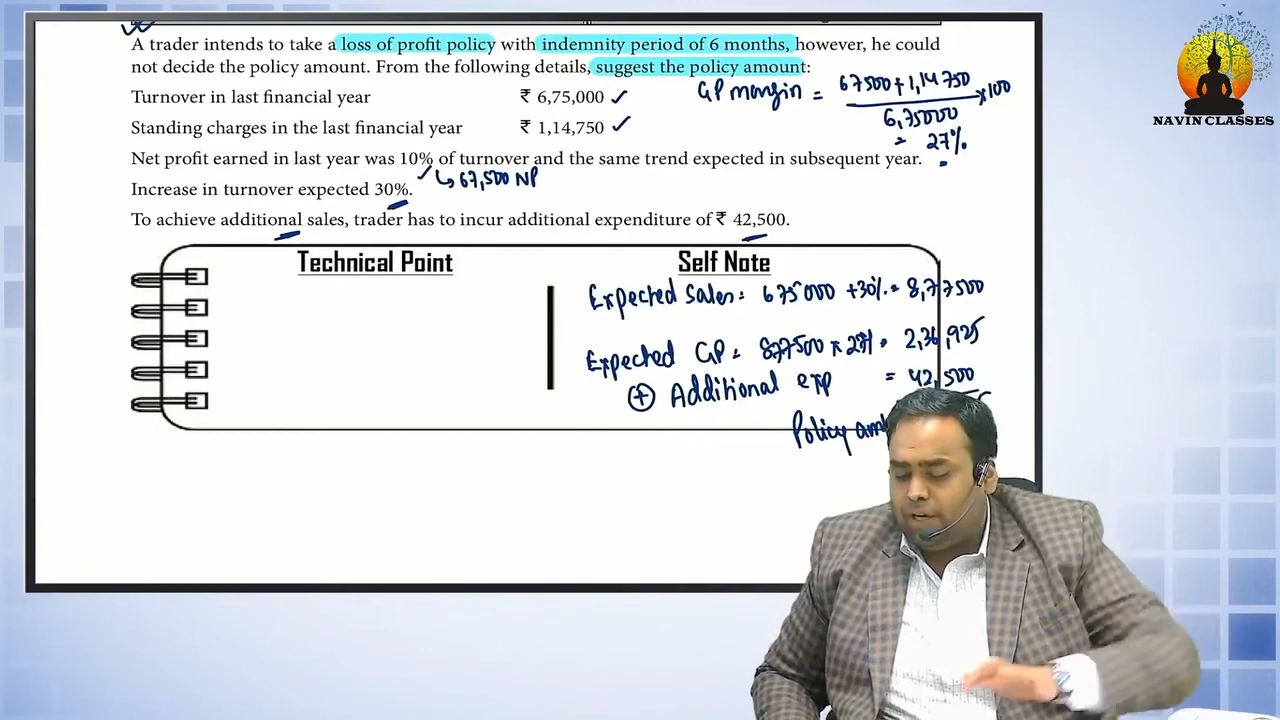 A trader intends to take a loss of profit policy with indemnity period of 6 months, however, he could
not decide the policy amount. From the following details, suggest the policy amount:
Turnover in last financial year ₹ 6,75,000 ✓
Standing charges in the last financial year ₹ 1,14,750 ✓
GP margin = 67500+1,14750 / 6,75000 ×100
= 27%
Net profit earned in last year was 10% of turnover and the same trend expected in subsequent year.
↳ 67,500 NP
Increase in turnover expected 30%.
To achieve additional sales, trader has to incur additional expenditure of ₹ 42,500.
NAVIN CLASSES
Technical Point
Self Note
Expected Sales = 675000 +30% = 8,77500
Expected GP = 877500 × 27% = 2,36,925
(+) Additional exp = 42,500
Policy am